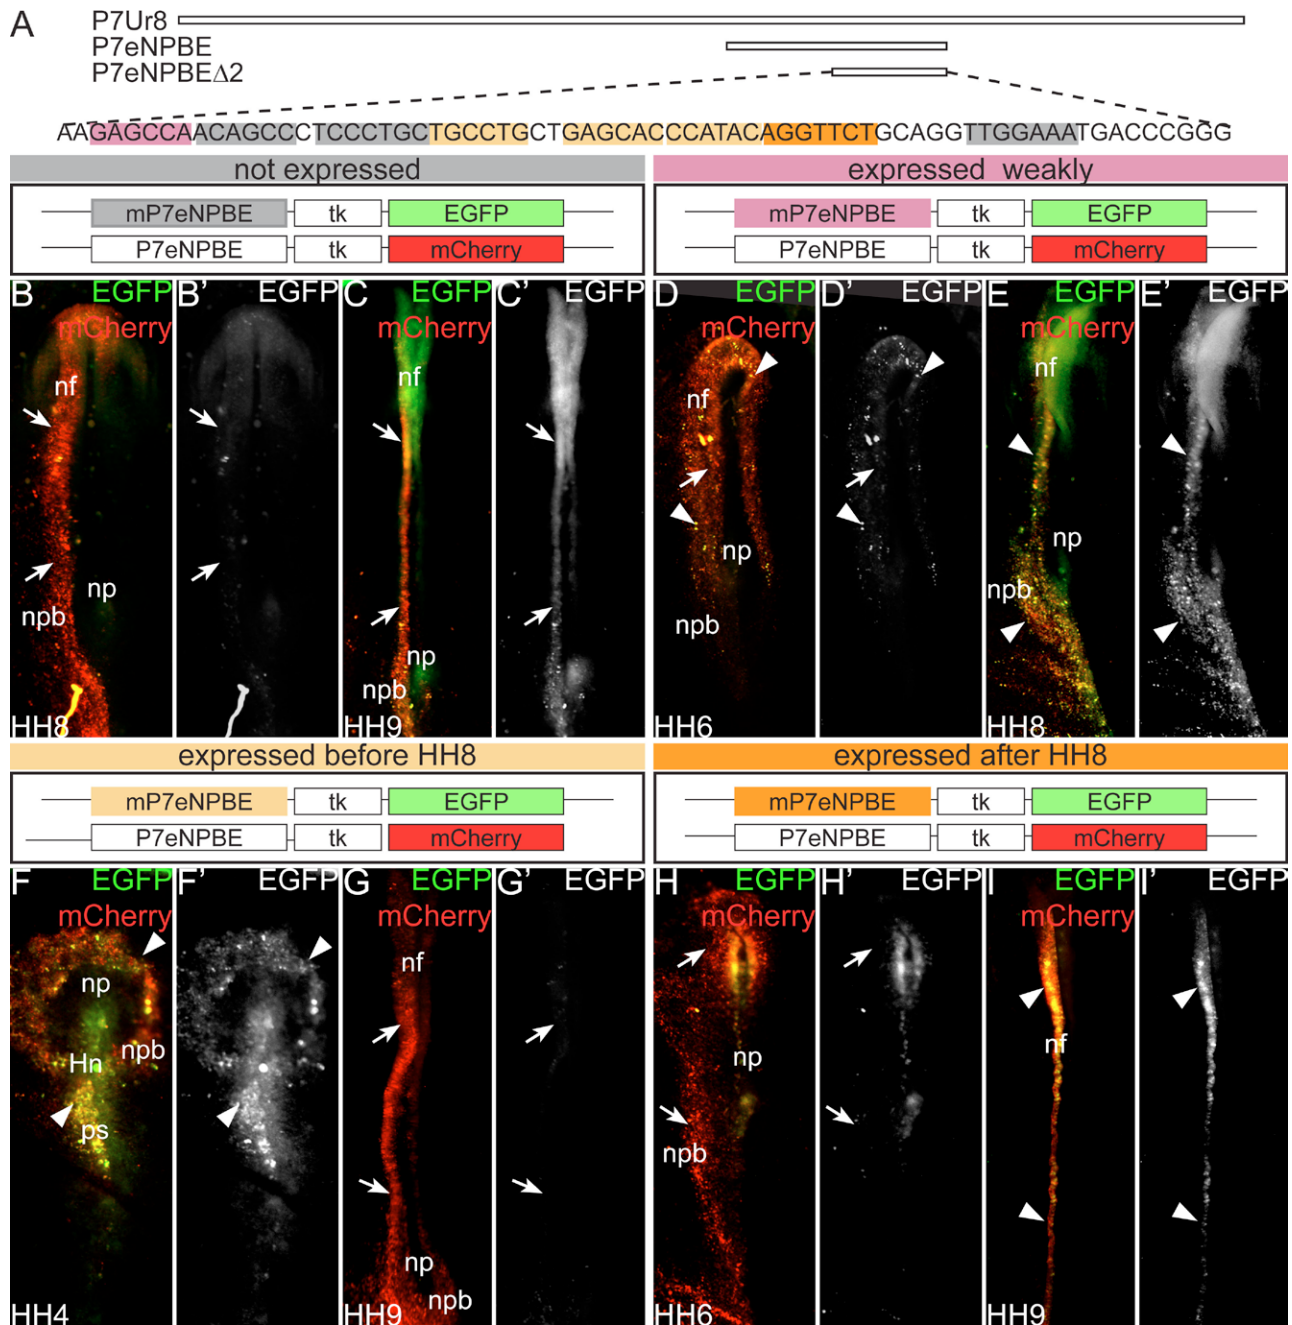 A
P7Ur8
P7eNPBE
P7eNPBEΔ2
AAGAGCCAACAGCCCTCCCTGCTGCCTGCTGAGCACCCATACAGGTTCTGCAGGTTGGAAATGACCCGGG
not expressed
expressed weakly
mP7eNPBE tk EGFP
P7eNPBE tk mCherry
mP7eNPBE tk EGFP
P7eNPBE tk mCherry
B EGFP
mCherry
nf
np
npb
HH8
B' EGFP
C EGFP
mCherry
nf
np
npb
HH9
C' EGFP
D EGFP
mCherry
nf
np
npb
HH6
D' EGFP
E EGFP
mCherry
nf
np
npb
HH8
E' EGFP
expressed before HH8
expressed after HH8
mP7eNPBE tk EGFP
P7eNPBE tk mCherry
mP7eNPBE tk EGFP
P7eNPBE tk mCherry
F EGFP
mCherry
np
npb
Hn
ps
HH4
F' EGFP
G EGFP
mCherry
nf
np
npb
HH9
G' EGFP
H EGFP
mCherry
np
npb
HH6
H' EGFP
I EGFP
mCherry
nf
HH9
I' EGFP